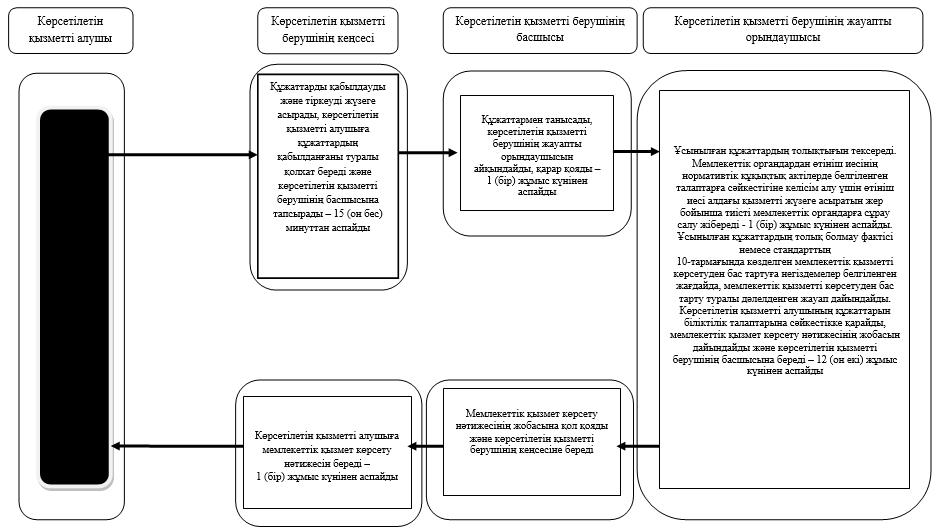 Көрсетілетін
қызметті алушы
Көрсетілетін қызметті
берушінің кеңсесі
Көрсетілетін қызметті берушінің
басшысы
Көрсетілетін қызметті берушінің жауапты
орындаушысы
Құжаттарды қабылдауды
және тіркеуді жүзеге
асырады, көрсетілетін
қызметті алушыға
құжаттардың
қабылданғаны туралы
қолхат береді және
көрсетілетін қызметті
берушінің басшысына
тапсырады – 15 (он бес)
минуттан аспайды
Құжаттармен танысады,
көрсетілетін қызметті
берушінің жауапты
орындаушысын
айқындайды, қарар қояды –
1 (бір) жұмыс күнінен
аспайды
Ұсынылған құжаттардың толықтығын тексереді.
Мемлекеттік органдардан өтініш иесінің
нормативтік құқықтық актілерде белгіленген
талаптарға сәйкестігіне келісім алу үшін өтініш
иесі алдағы қызметті жүзеге асыратын жер
бойынша тиісті мемлекеттік органдарға сұрау
салу жібереді - 1 (бір) жұмыс күнінен аспайды.
Ұсынылған құжаттардың толық болмау фактісі
немесе стандарттың
10-тармағында көзделген мемлекеттік қызметті
көрсетуден бас тартуға негіздемелер белгіленген
жағдайда, мемлекеттік қызметті көрсетуден бас
тарту туралы дәлелденген жауап дайындайды.
Көрсетілетін қызметті алушының құжаттарын
біліктілік талаптарына сәйкестікке қарайды,
мемлекеттік қызмет көрсету нәтижесінің жобасын
дайындайды және көрсетілетін қызметті
берушінің басшысына береді – 12 (он екі) жұмыс
күнінен аспайды
Көрсетілетін қызметті алушыға
мемлекеттік қызмет көрсету
нәтижесін береді –
1 (бір) жұмыс күнінен аспайды
Мемлекеттік қызмет көрсету
нәтижесінің жобасына қол қояды
және көрсетілетін қызметті
берушінің кеңсесіне береді